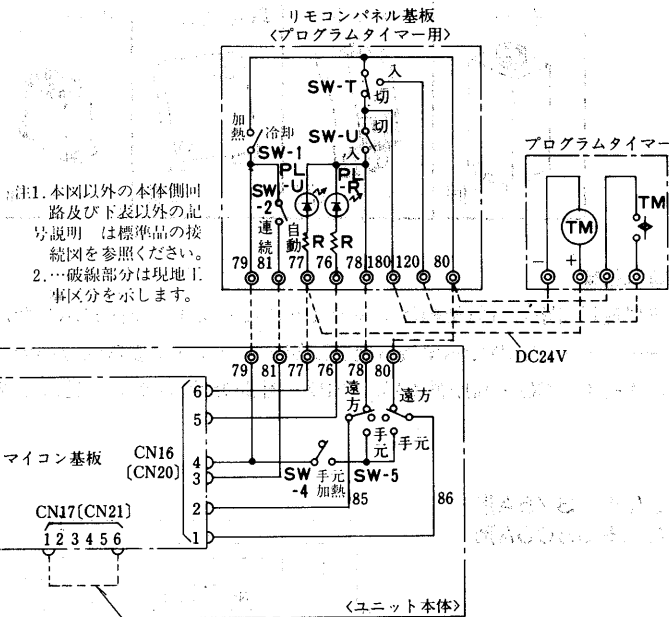 リモコンパネル基板
<プログラムタイマー用>
SW-T
入
切
加熱
冷却
SW-1
SW-U
切
入
SW-2
連続
自動
PL-U
PL-R
R
R
79 81 77 76 78 180 120 80
プログラムタイマー
TM
TM
− +
DC24V
注1.本図以外の本体側回
路及び下表以外の記
号説明 は標準品の接
続図を参照ください。
2.…破線部分は現地工
事区分を示します。
79 81 77 76 78 80
遠方
遠方
手元
手元
マイコン基板
CN16
〔CN20〕
6
5
4
3
2
1
SW-4
手元
加熱
SW-5
85
86
CN17〔CN21〕
1 2 3 4 5 6
<ユニット本体>